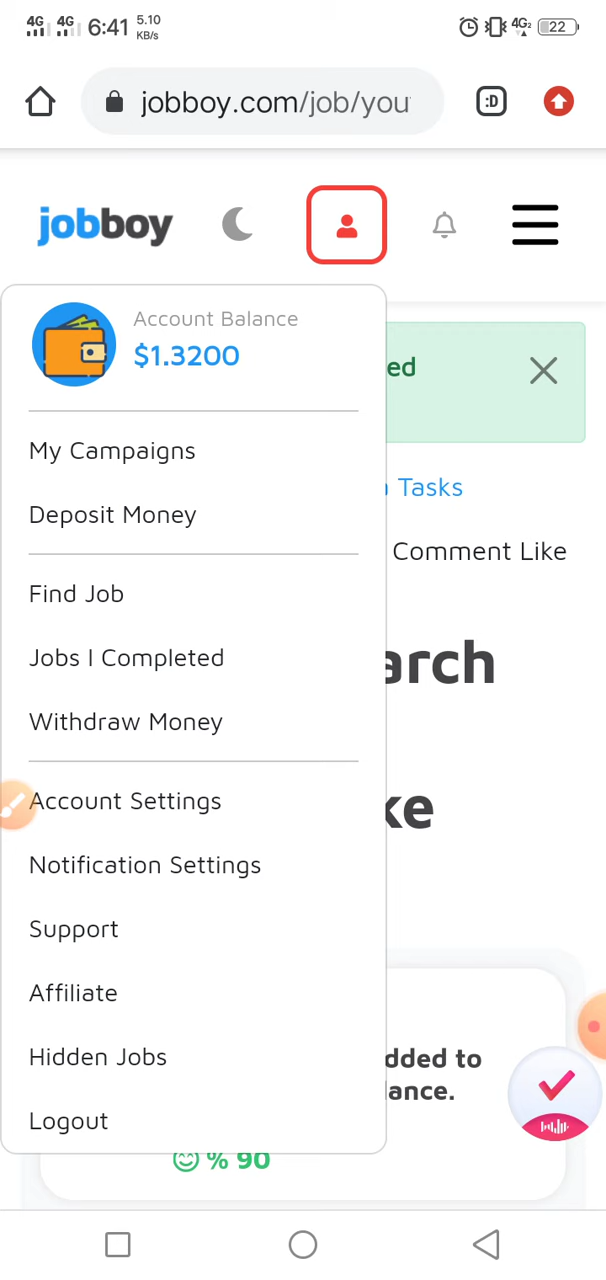 4G 4G 6:41 5.10 KB/s 4G2 22
jobboy.com/job/you
:D
jobboy
Account Balance
$1.3200
ed
My Campaigns
Tasks
Deposit Money
Comment Like
Find Job
Jobs I Completed
arch
Withdraw Money
Account Settings
ke
Notification Settings
Support
Affiliate
Hidden Jobs
dded to
ance.
Logout
% 90